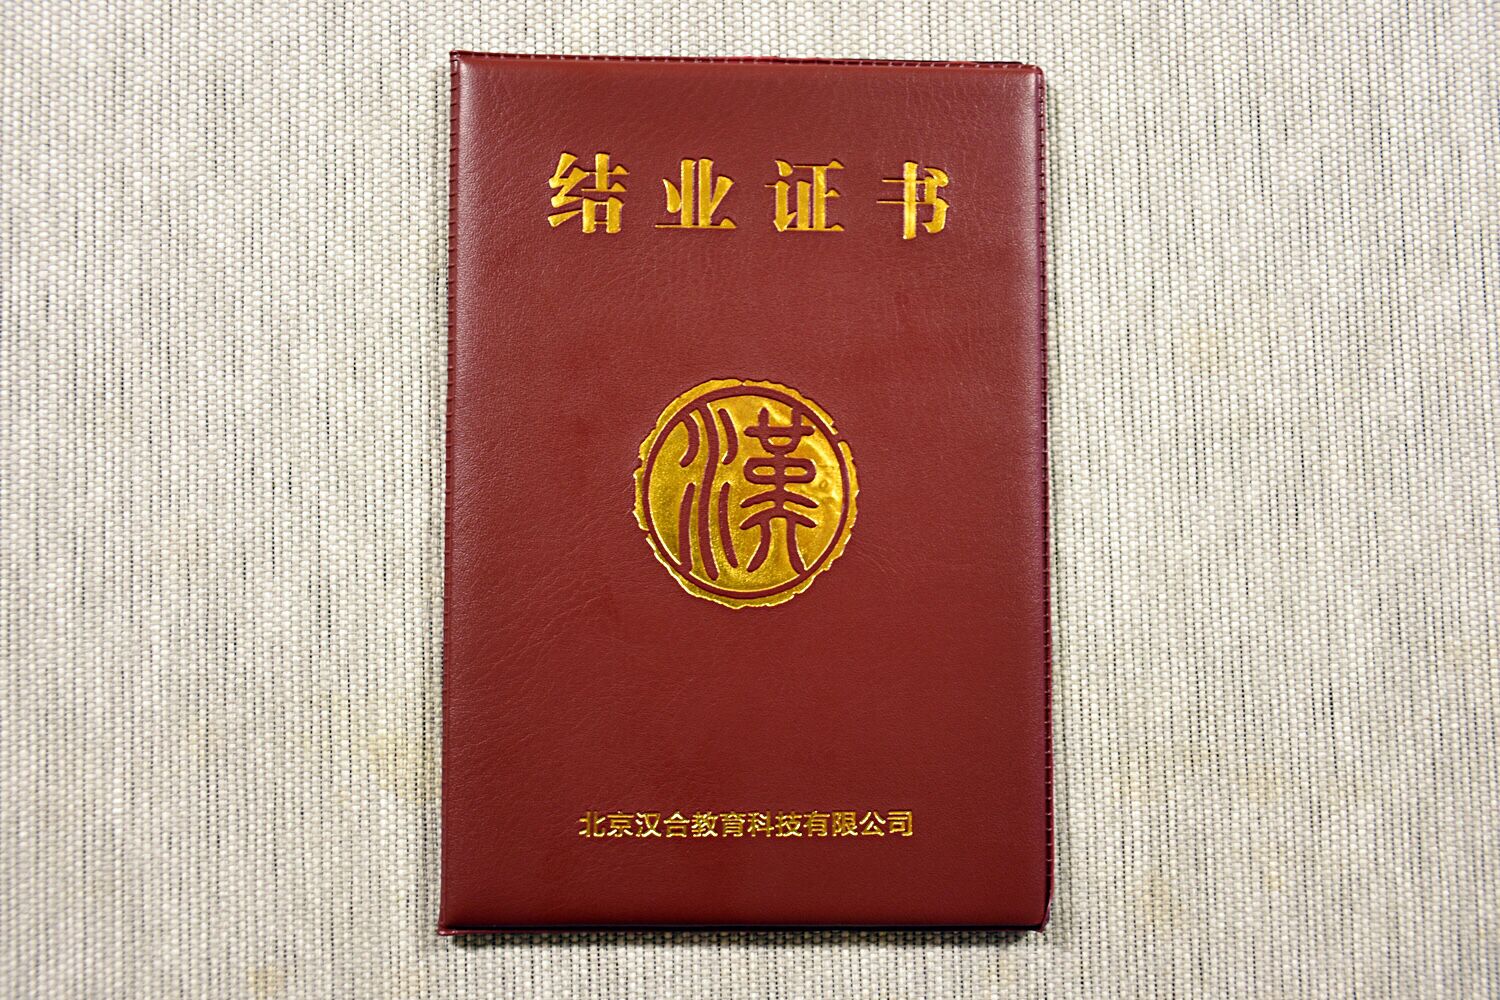 结业证书
漢
北京汉合教育科技有限公司